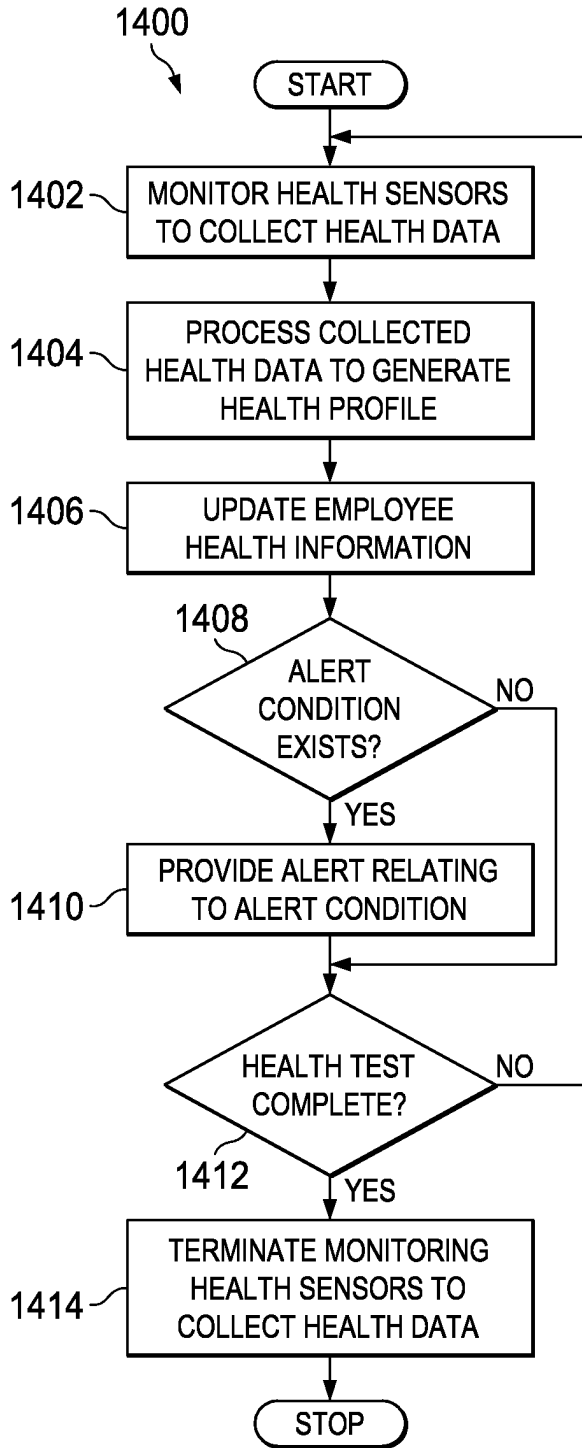 1400
START
1402
MONITOR HEALTH SENSORS
TO COLLECT HEALTH DATA
1404
PROCESS COLLECTED
HEALTH DATA TO GENERATE
HEALTH PROFILE
1406
UPDATE EMPLOYEE
HEALTH INFORMATION
1408
ALERT
CONDITION
EXISTS?
NO
YES
1410
PROVIDE ALERT RELATING
TO ALERT CONDITION
HEALTH TEST
COMPLETE?
NO
1412
YES
1414
TERMINATE MONITORING
HEALTH SENSORS TO
COLLECT HEALTH DATA
STOP